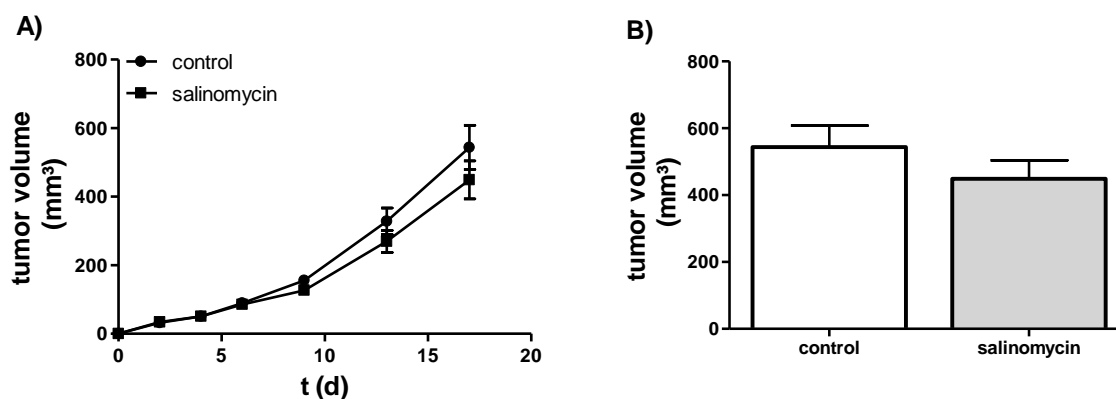 A)
800
600
400
200
0
tumor volume
(mm³)
control
salinomycin
0 5 10 15 20
t (d)
B)
800
600
400
200
0
tumor volume
(mm³)
control salinomycin